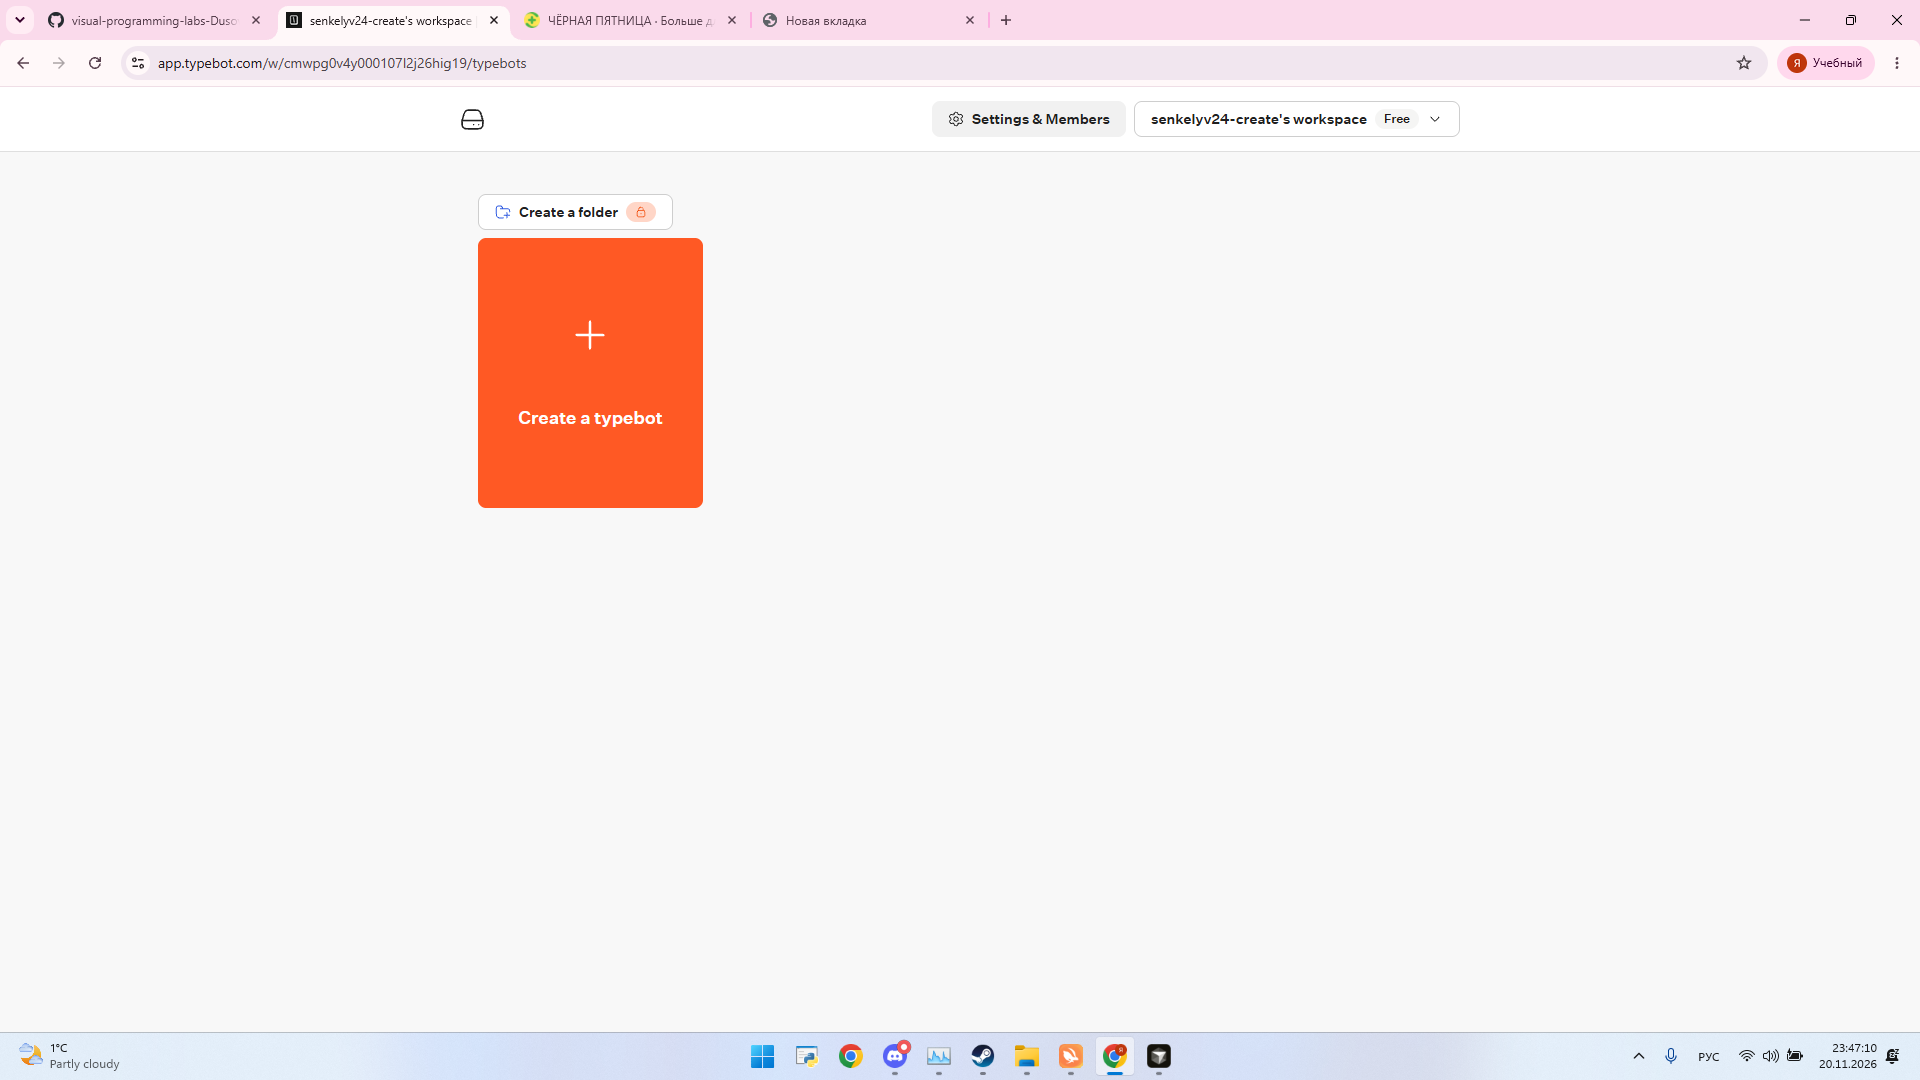 visual-programming-labs-Duso
senkelyv24-create's workspace
ЧЁРНАЯ ПЯТНИЦА · Больше д
Новая вкладка
app.typebot.com/w/cmwpg0v4y000107l2j26hig19/typebots
Я
Учебный
Settings & Members
senkelyv24-create's workspace
Free
Create a folder
Create a typebot
1°C
Partly cloudy
РУС
23:47:10
20.11.2026